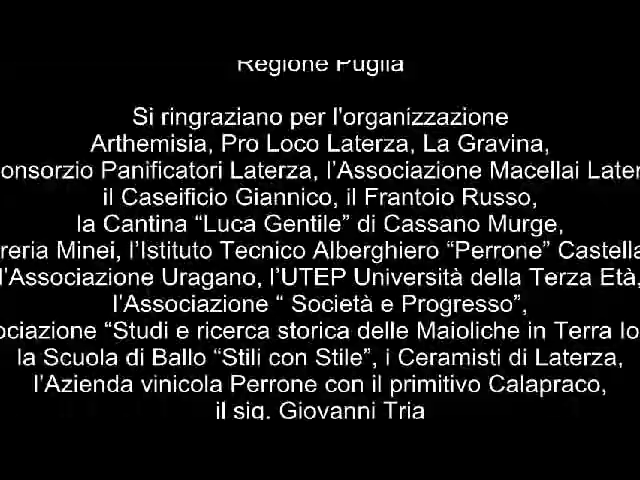 Regione Puglia
Si ringraziano per l'organizzazione
Arthemisia, Pro Loco Laterza, La Gravina,
onsorzio Panificatori Laterza, l’Associazione Macellai Later
il Caseificio Giannico, il Frantoio Russo,
la Cantina “Luca Gentile” di Cassano Murge,
reria Minei, l’Istituto Tecnico Alberghiero “Perrone” Castella
l’Associazione Uragano, l’UTEP Università della Terza Età,
l’Associazione “ Società e Progresso”,
ociazione “Studi e ricerca storica delle Maioliche in Terra Io
la Scuola di Ballo “Stili con Stile”, i Ceramisti di Laterza,
l’Azienda vinicola Perrone con il primitivo Calapraco,
il sig. Giovanni Tria